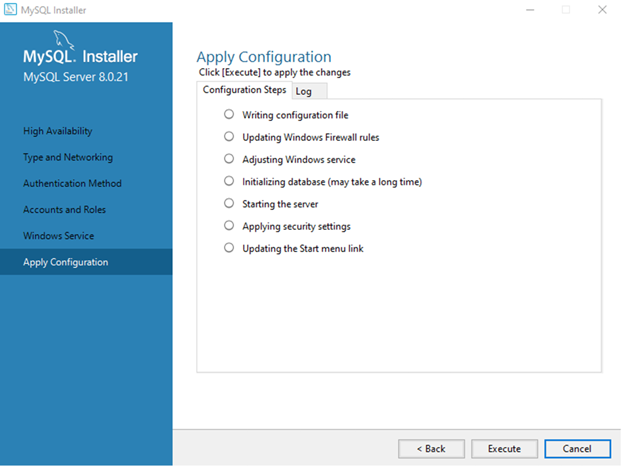 MySQL Installer
MySQL. Installer
MySQL Server 8.0.21
High Availability
Type and Networking
Authentication Method
Accounts and Roles
Windows Service
Apply Configuration
Apply Configuration
Click [Execute] to apply the changes
Configuration Steps Log
Writing configuration file
Updating Windows Firewall rules
Adjusting Windows service
Initializing database (may take a long time)
Starting the server
Applying security settings
Updating the Start menu link
< Back Execute Cancel